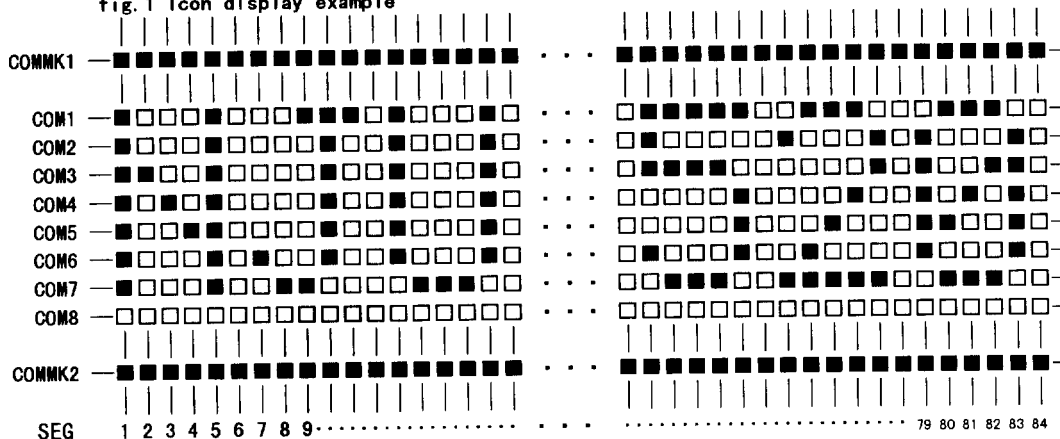 fig.1 Icon display example
COMMK1
COM1
COM2
COM3
COM4
COM5
COM6
COM7
COM8
COMMK2
SEG 1 2 3 4 5 6 7 8 9 79 80 81 82 83 84